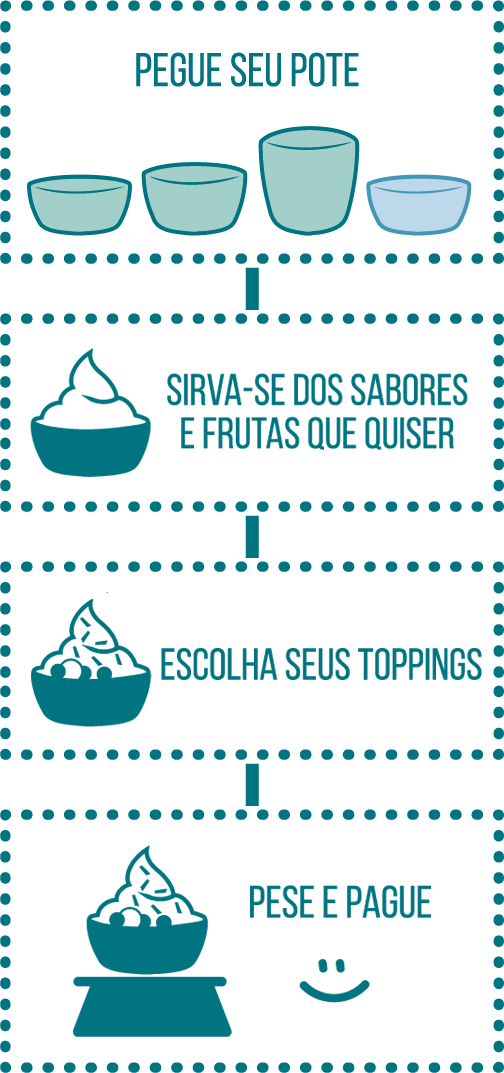 PEGUE SEU POTE
SIRVA-SE DOS SABORES
E FRUTAS QUE QUISER
ESCOLHA SEUS TOPPINGS
PESE E PAGUE